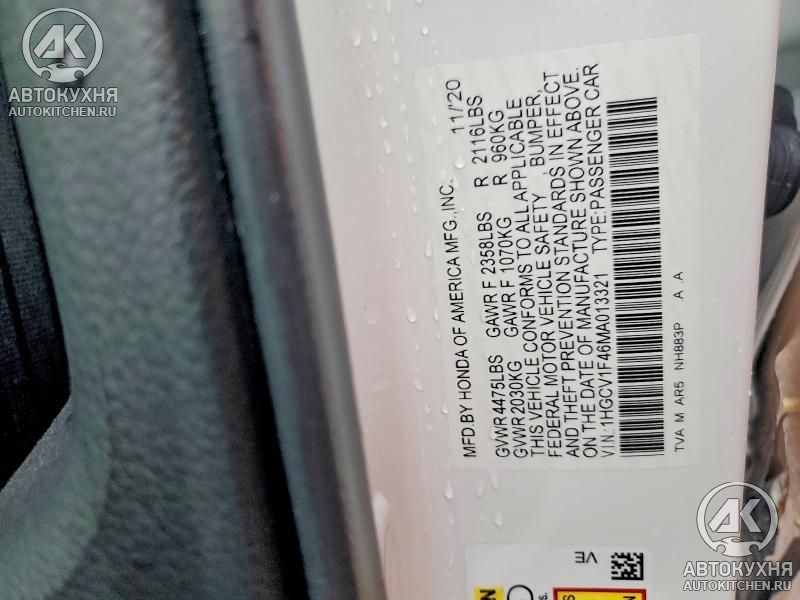 AK
АВТОКУХНЯ
AUTOKITCHEN.RU
MFD.BY HONDA OF AMERICA MFG.,INC. 11/20
GVWR 4475LBS GAWR F 2358LBS R 2116LBS
GVWR 2030KG GAWR F 1070KG R 960KG
THIS VEHICLE CONFORMS TO ALL APPLICABLE
FEDERAL MOTOR VEHICLE SAFETY , BUMPER,
AND THEFT PREVENTION STANDARDS IN EFFECT
ON THE DATE OF MANUFACTURE SHOWN ABOVE.
V.I.N.:1HGCV1F46MA013321 TYPE:PASSENGER CAR
TVA M AR5 NH883P A .A
VE
AK
АВТОКУХНЯ
AUTOKITCHEN.RU